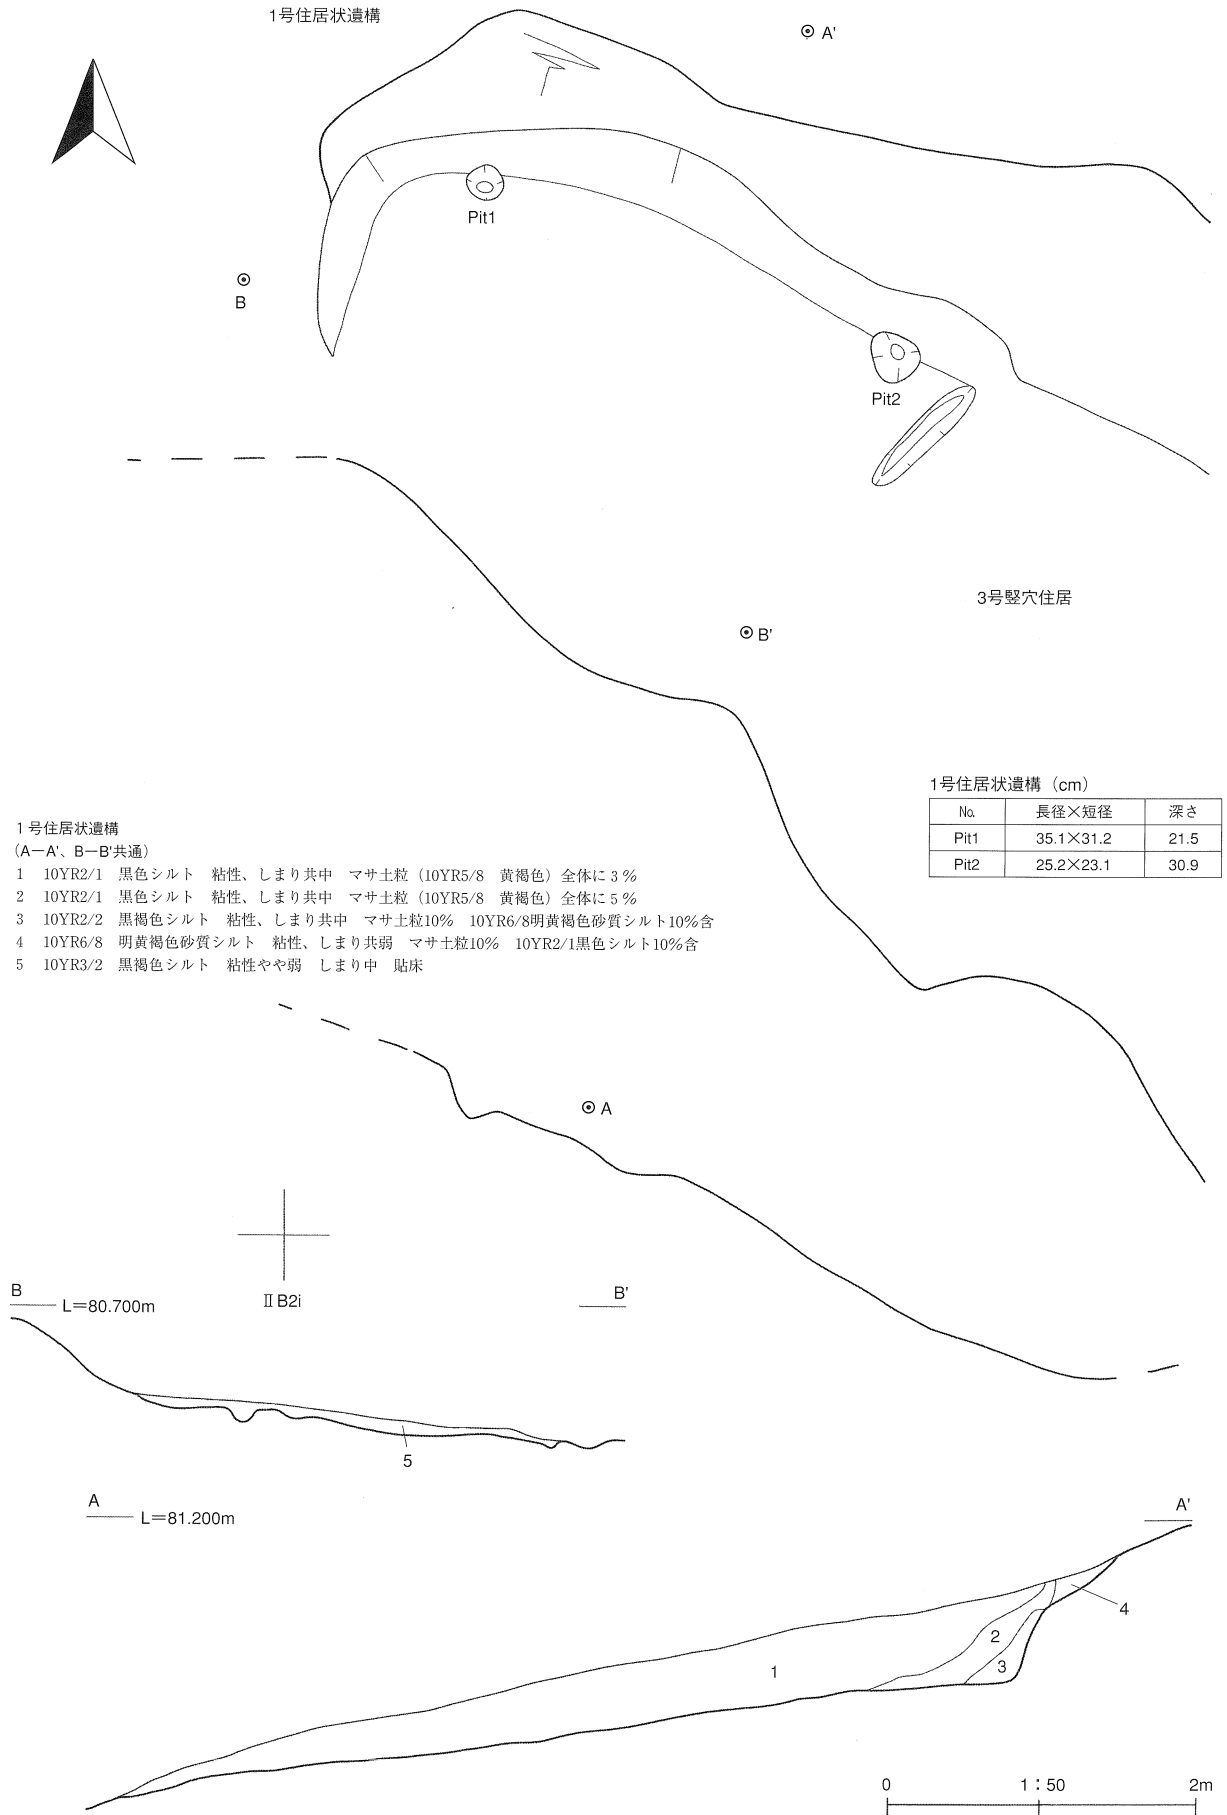 1号住居状遺構
A'
Pit1
B
Pit2
3号竪穴住居
B'
1号住居状遺構（cm）
No. 長径×短径 深さ
Pit1 35.1×31.2 21.5
Pit2 25.2×23.1 30.9
1号住居状遺構
（A－A'、B－B'共通）
1 10YR2/1 黒色シルト 粘性、しまり共中 マサ土粒（10YR5/8 黄褐色）全体に3％
2 10YR2/1 黒色シルト 粘性、しまり共中 マサ土粒（10YR5/8 黄褐色）全体に5％
3 10YR2/2 黒褐色シルト 粘性、しまり共中 マサ土粒10％ 10YR6/8明黄褐色砂質シルト10％含
4 10YR6/8 明黄褐色砂質シルト 粘性、しまり共弱 マサ土粒10％ 10YR2/1黒色シルト10％含
5 10YR3/2 黒褐色シルト 粘性やや弱 しまり中 貼床
A
ⅡB2i
B L＝80.700m B'
5
A L＝81.200m A'
4
2
3
1
0 1：50 2m